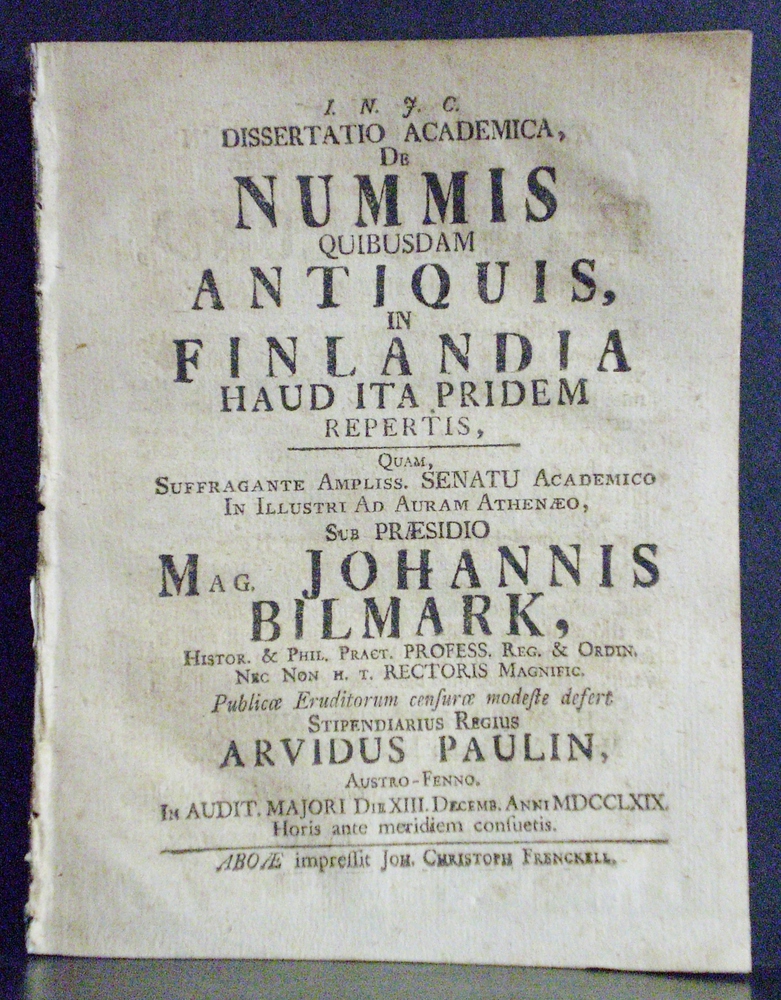 I. N. J. C.
DISSERTATIO ACADEMICA,
DE
NUMMIS
QUIBUSDAM
ANTIQUIS,
IN
FINLANDIA
HAUD ITA PRIDEM
REPERTIS,
QUAM,
SUFFRAGANTE AMPLISS. SENATU ACADEMICO
IN ILLUSTRI AD AURAM ATHENÆO,
SUB PRÆSIDIO
MAG. JOHANNIS
BILMARK,
HISTOR. & PHIL. PRACT. PROFESS. REG. & ORDIN.
NEC NON H. T. RECTORIS MAGNIFIC.
Publicæ Eruditorum cenſuræ modeſte defert
STIPENDIARIUS REGIUS
ARVIDUS PAULIN,
AUSTRO-FENNO.
IN AUDIT. MAJORI DIE XIII. DECEMB. ANNI MDCCLXIX.
Horis ante meridiem conſuetis.
ABOÆ impreſſit JOH. CHRISTOPH FRENCKELL.